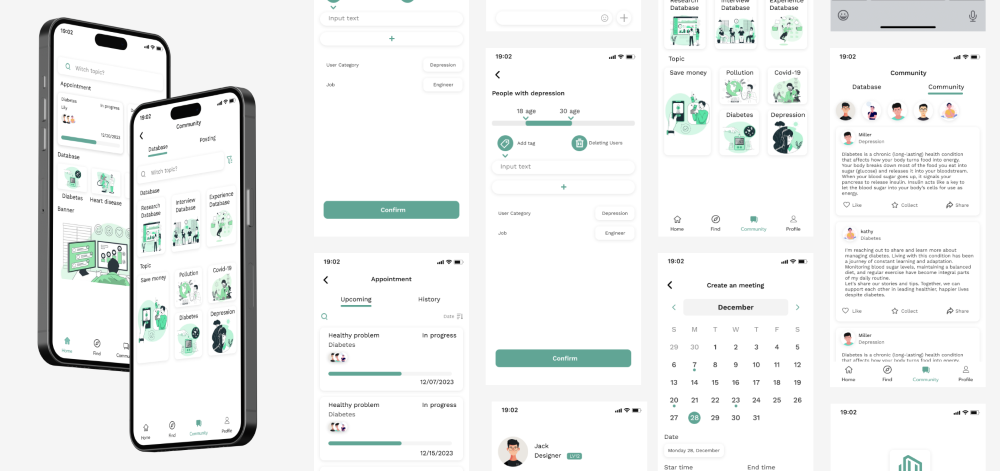 19:02
Which topic?
Appointment
Diabetes
In progress
Lily
12/25/2023
Database
Diabetes
Heart disease
Banner
Home
Find
19:02
Community
Database
Posting
Which topic?
Database
Research Database
Interview Database
Experience Database
Topic
Save money
Pollution
Covid-19
Diabetes
Depression
Home
Find
Community
Profile
Input text
+
User Category
Depression
Job
Engineer
Confirm
19:02
Appointment
Upcoming
History
Date
Healthy problem
In progress
Diabetes
12/07/2023
Healthy problem
In progress
Diabetes
12/15/2023
19:02
People with depression
18 age
30 age
Add tag
Deleting Users
Input text
+
User Category
Depression
Job
Engineer
Confirm
19:02
Jack
Designer
LV12
Research
Database
Interview
Database
Experience
Database
Topic
Save money
Pollution
Covid-19
Diabetes
Depression
Home
Find
Community
Profile
19:02
Create an meeting
December
S M T W T F S
29 30 1 2 3 4 5
6 7 8 9 10 11 12
13 14 15 16 17 18 19
20 21 22 23 24 25 26
27 28 29 30 31
Date
Monday 28, December
Start time
End time
19:02
Community
Database
Community
Miller
Depression
Diabetes is a chronic (long-lasting) health condition
that affects how your body turns food into energy.
Your body breaks down most of the food you eat into
sugar (glucose) and releases it into your bloodstream.
When your blood sugar goes up, it signals your
pancreas to release insulin. Insulin acts like a key to
let the blood sugar into your body's cells for use as
energy.
Like
Collect
Share
kathy
Diabetes
I'm reaching out to share and learn more about
managing diabetes. Living with this condition has been
a journey of constant learning and adaptation.
Monitoring blood sugar levels, maintaining a balanced
diet, and regular exercise have become integral parts
of my daily routine.
Let's share our stories and tips. Together, we can
support each other in leading healthier, happier lives
despite diabetes.
Like
Collect
Share
Miller
Depression
Diabetes is a chronic (long-lasting) health condition
that affects how your body turns food into energy.
Home
Find
Community
Profile
19:02